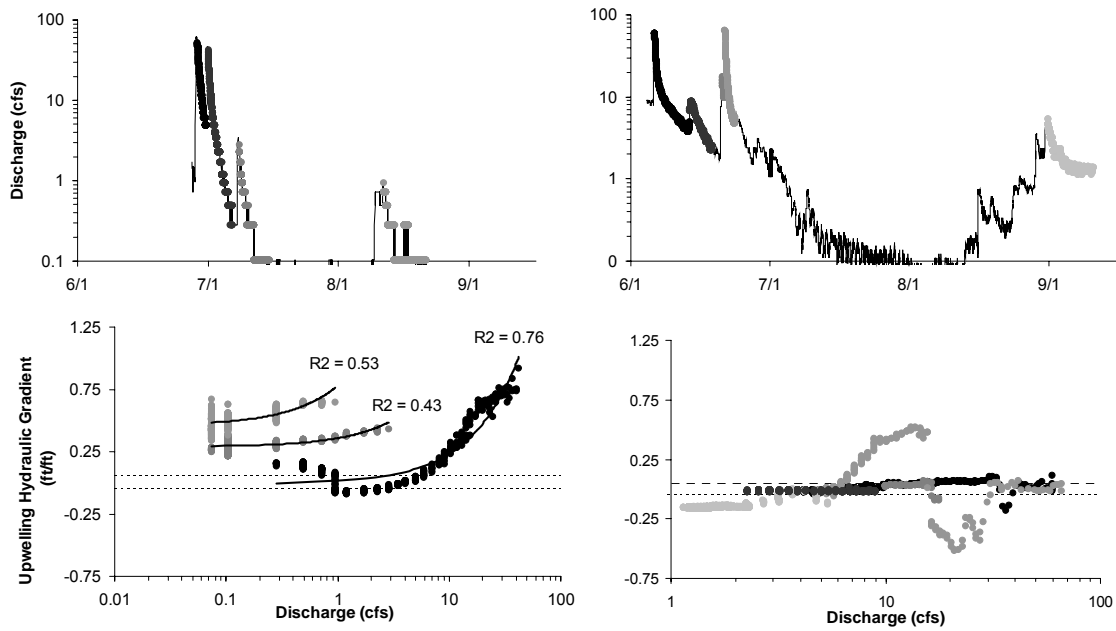 100
10
1
0.1
Discharge (cfs)
6/1 7/1 8/1 9/1
100
10
1
0
6/1 7/1 8/1 9/1
1.25
0.75
0.25
-0.25
-0.75
Upwelling Hydraulic Gradient
(ft/ft)
R2 = 0.53
R2 = 0.43
R2 = 0.76
0.01 0.1 1 10 100
Discharge (cfs)
1.25
0.75
0.25
-0.25
-0.75
1 10 100
Discharge (cfs)